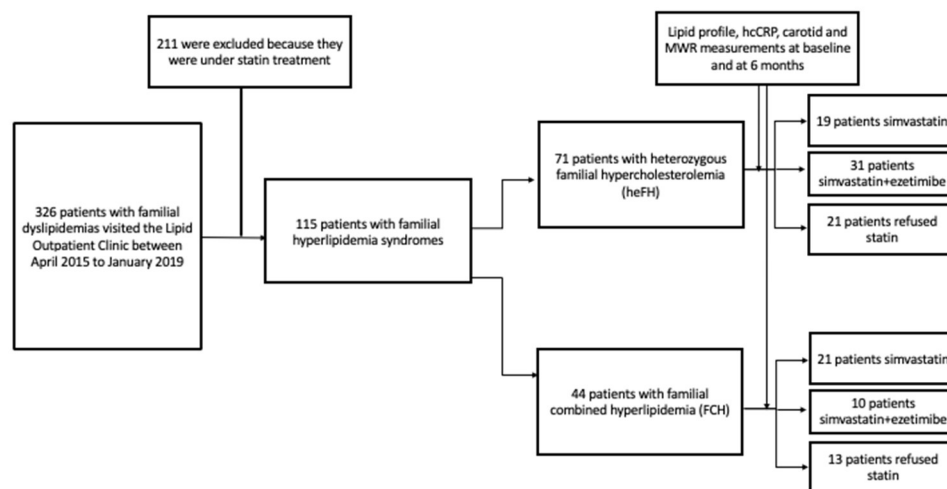 211 were excluded because they
were under statin treatment
Lipid profile, hcCRP, carotid and
MWR measurements at baseline
and at 6 months
326 patients with familial
dyslipidemias visited the Lipid
Outpatient Clinic between
April 2015 to January 2019
115 patients with familial
hyperlipidemia syndromes
71 patients with heterozygous
familial hypercholesterolemia
(heFH)
19 patients simvastatin
31 patients
simvastatin+ezetimibe
21 patients refused
statin
44 patients with familial
combined hyperlipidemia (FCH)
21 patients simvastatin
10 patients
simvastatin+ezetimibe
13 patients refused
statin